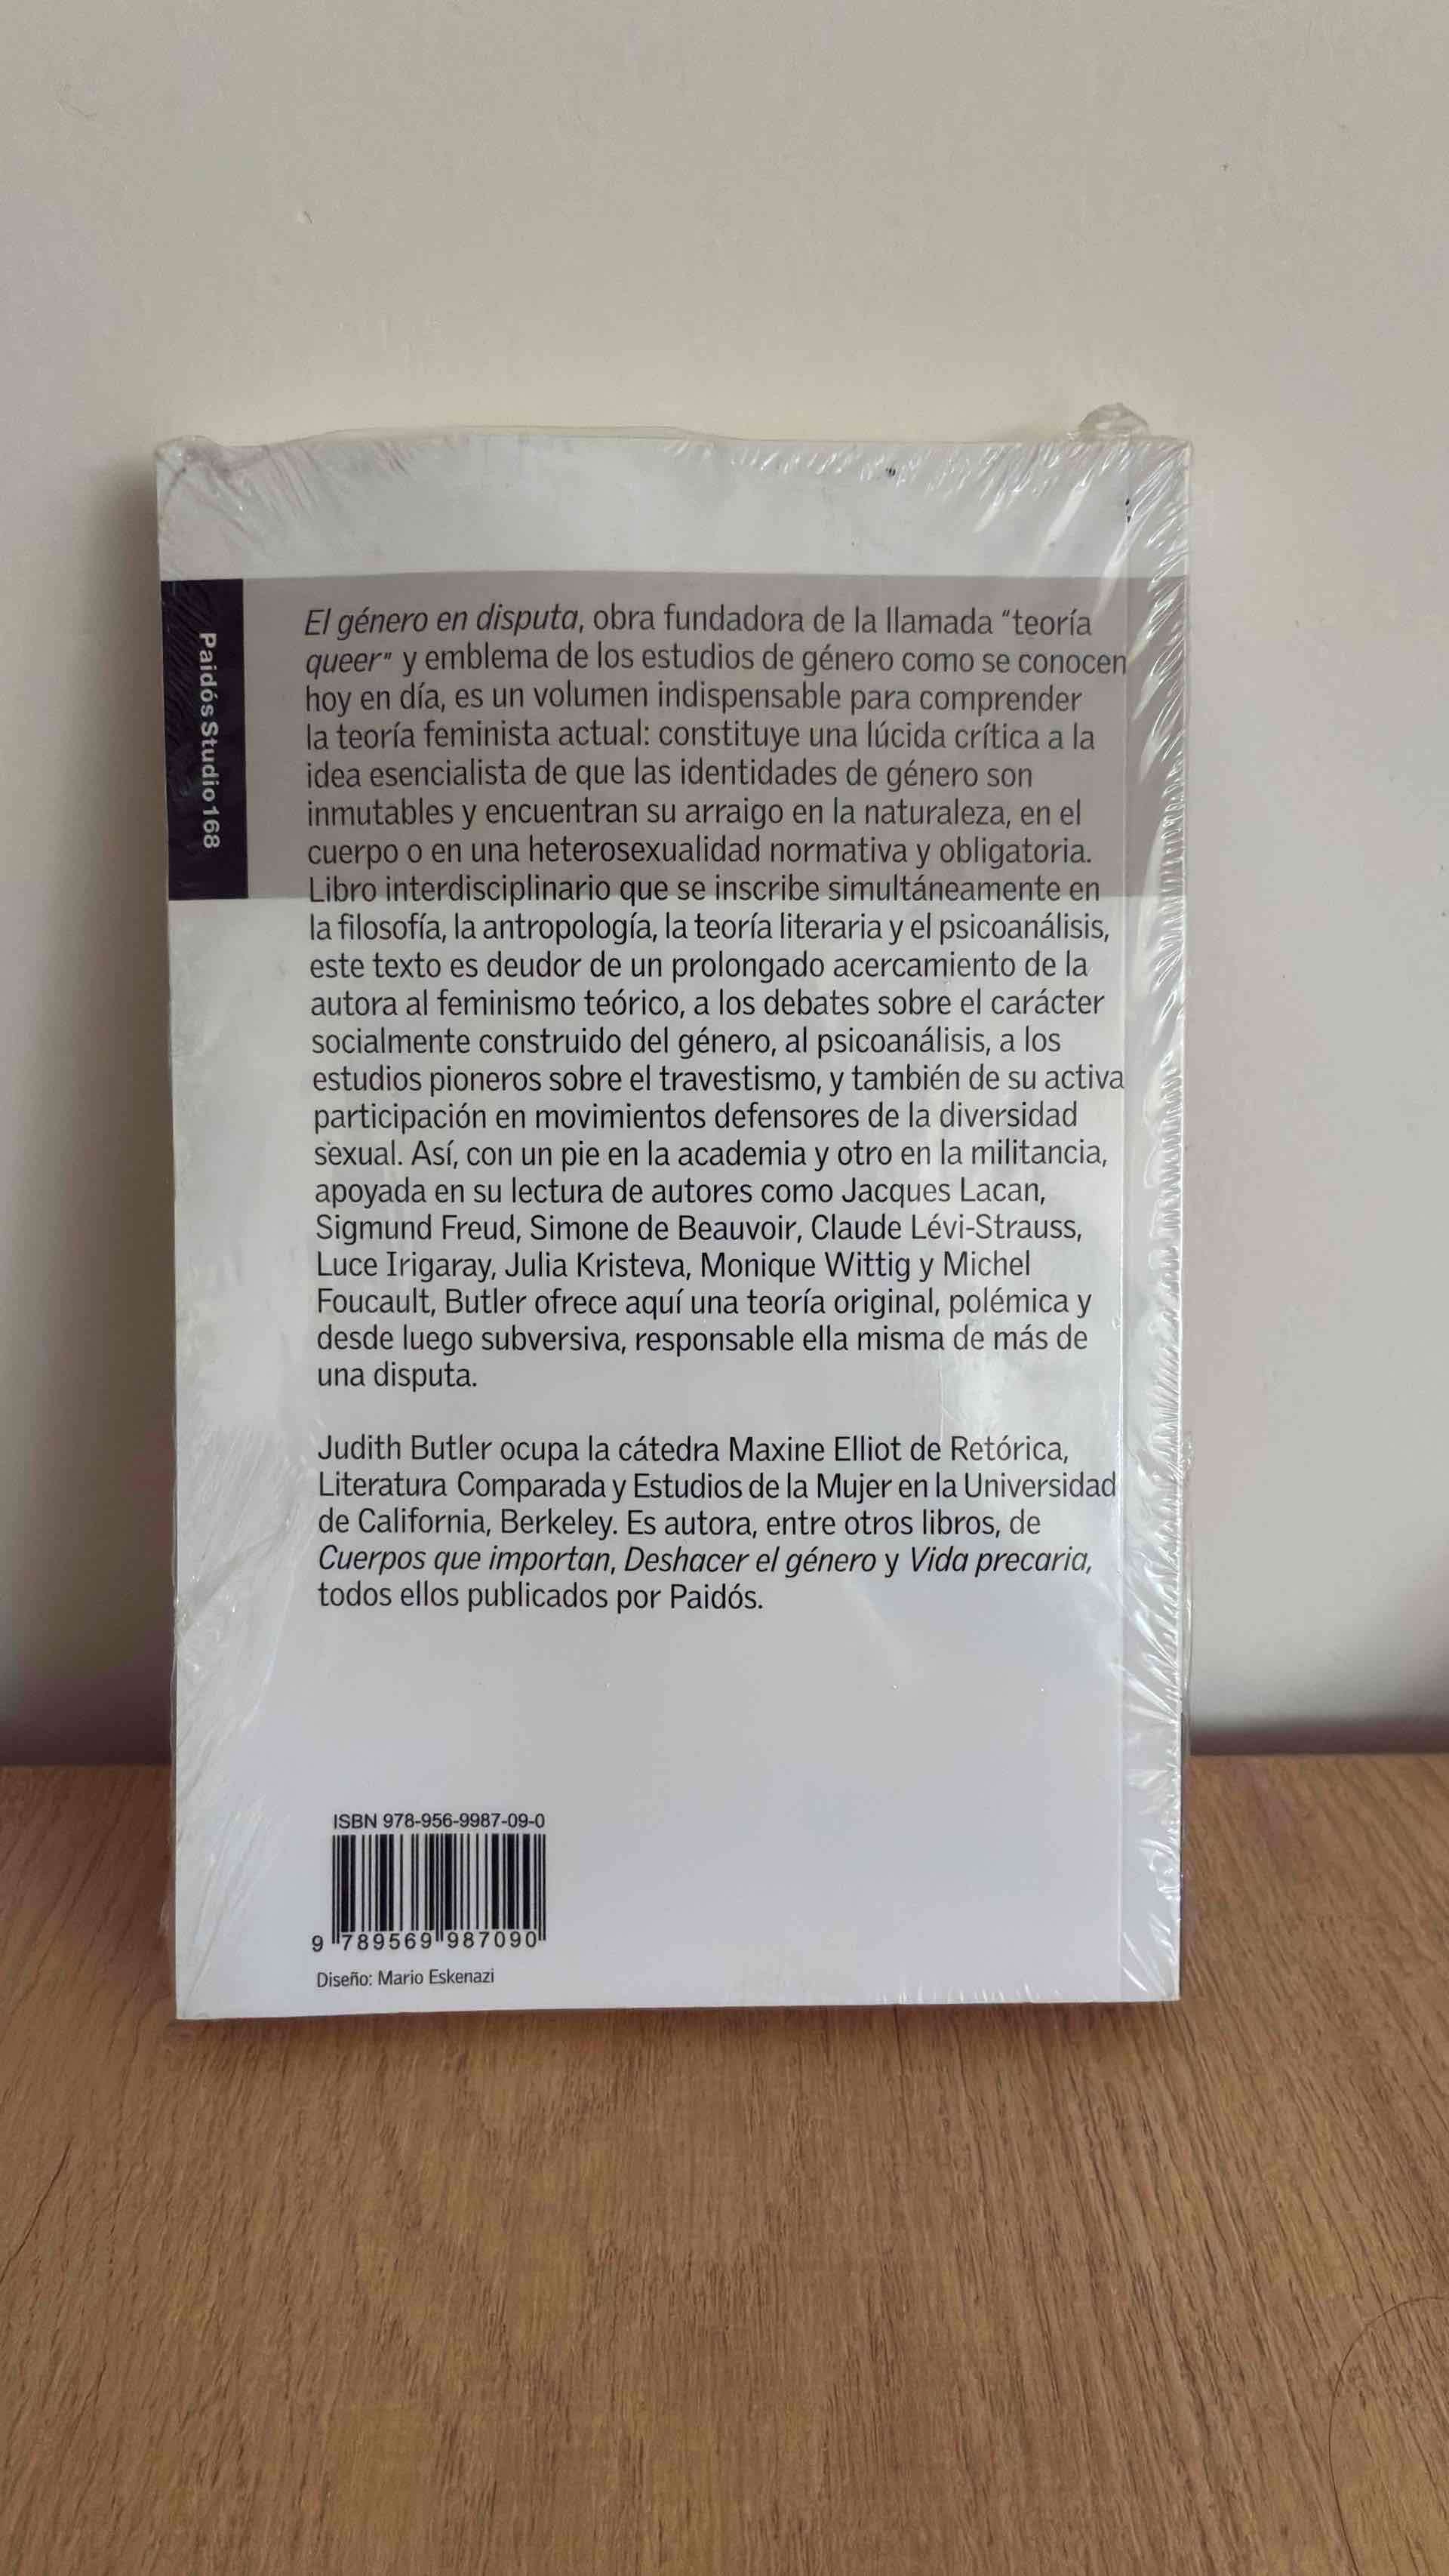 PaidósStudio168
El género en disputa, obra fundadora de la llamada “teoría
queer” y emblema de los estudios de género como se conocen
hoy en día, es un volumen indispensable para comprender
la teoría feminista actual: constituye una lúcida crítica a la
idea esencialista de que las identidades de género son
inmutables y encuentran su arraigo en la naturaleza, en el
cuerpo o en una heterosexualidad normativa y obligatoria.
Libro interdisciplinario que se inscribe simultáneamente en
la filosofía, la antropología, la teoría literaria y el psicoanálisis,
este texto es deudor de un prolongado acercamiento de la
autora al feminismo teórico, a los debates sobre el carácter
socialmente construido del género, al psicoanálisis, a los
estudios pioneros sobre el travestismo, y también de su activa
participación en movimientos defensores de la diversidad
sexual. Así, con un pie en la academia y otro en la militancia,
apoyada en su lectura de autores como Jacques Lacan,
Sigmund Freud, Simone de Beauvoir, Claude Lévi-Strauss,
Luce Irigaray, Julia Kristeva, Monique Wittig y Michel
Foucault, Butler ofrece aquí una teoría original, polémica y
desde luego subversiva, responsable ella misma de más de
una disputa.
Judith Butler ocupa la cátedra Maxine Elliot de Retórica,
Literatura Comparada y Estudios de la Mujer en la Universidad
de California, Berkeley. Es autora, entre otros libros, de
Cuerpos que importan, Deshacer el género y Vida precaria,
todos ellos publicados por Paidós.
ISBN 978-956-9987-09-0
9 789569 987090
Diseño: Mario Eskenazi